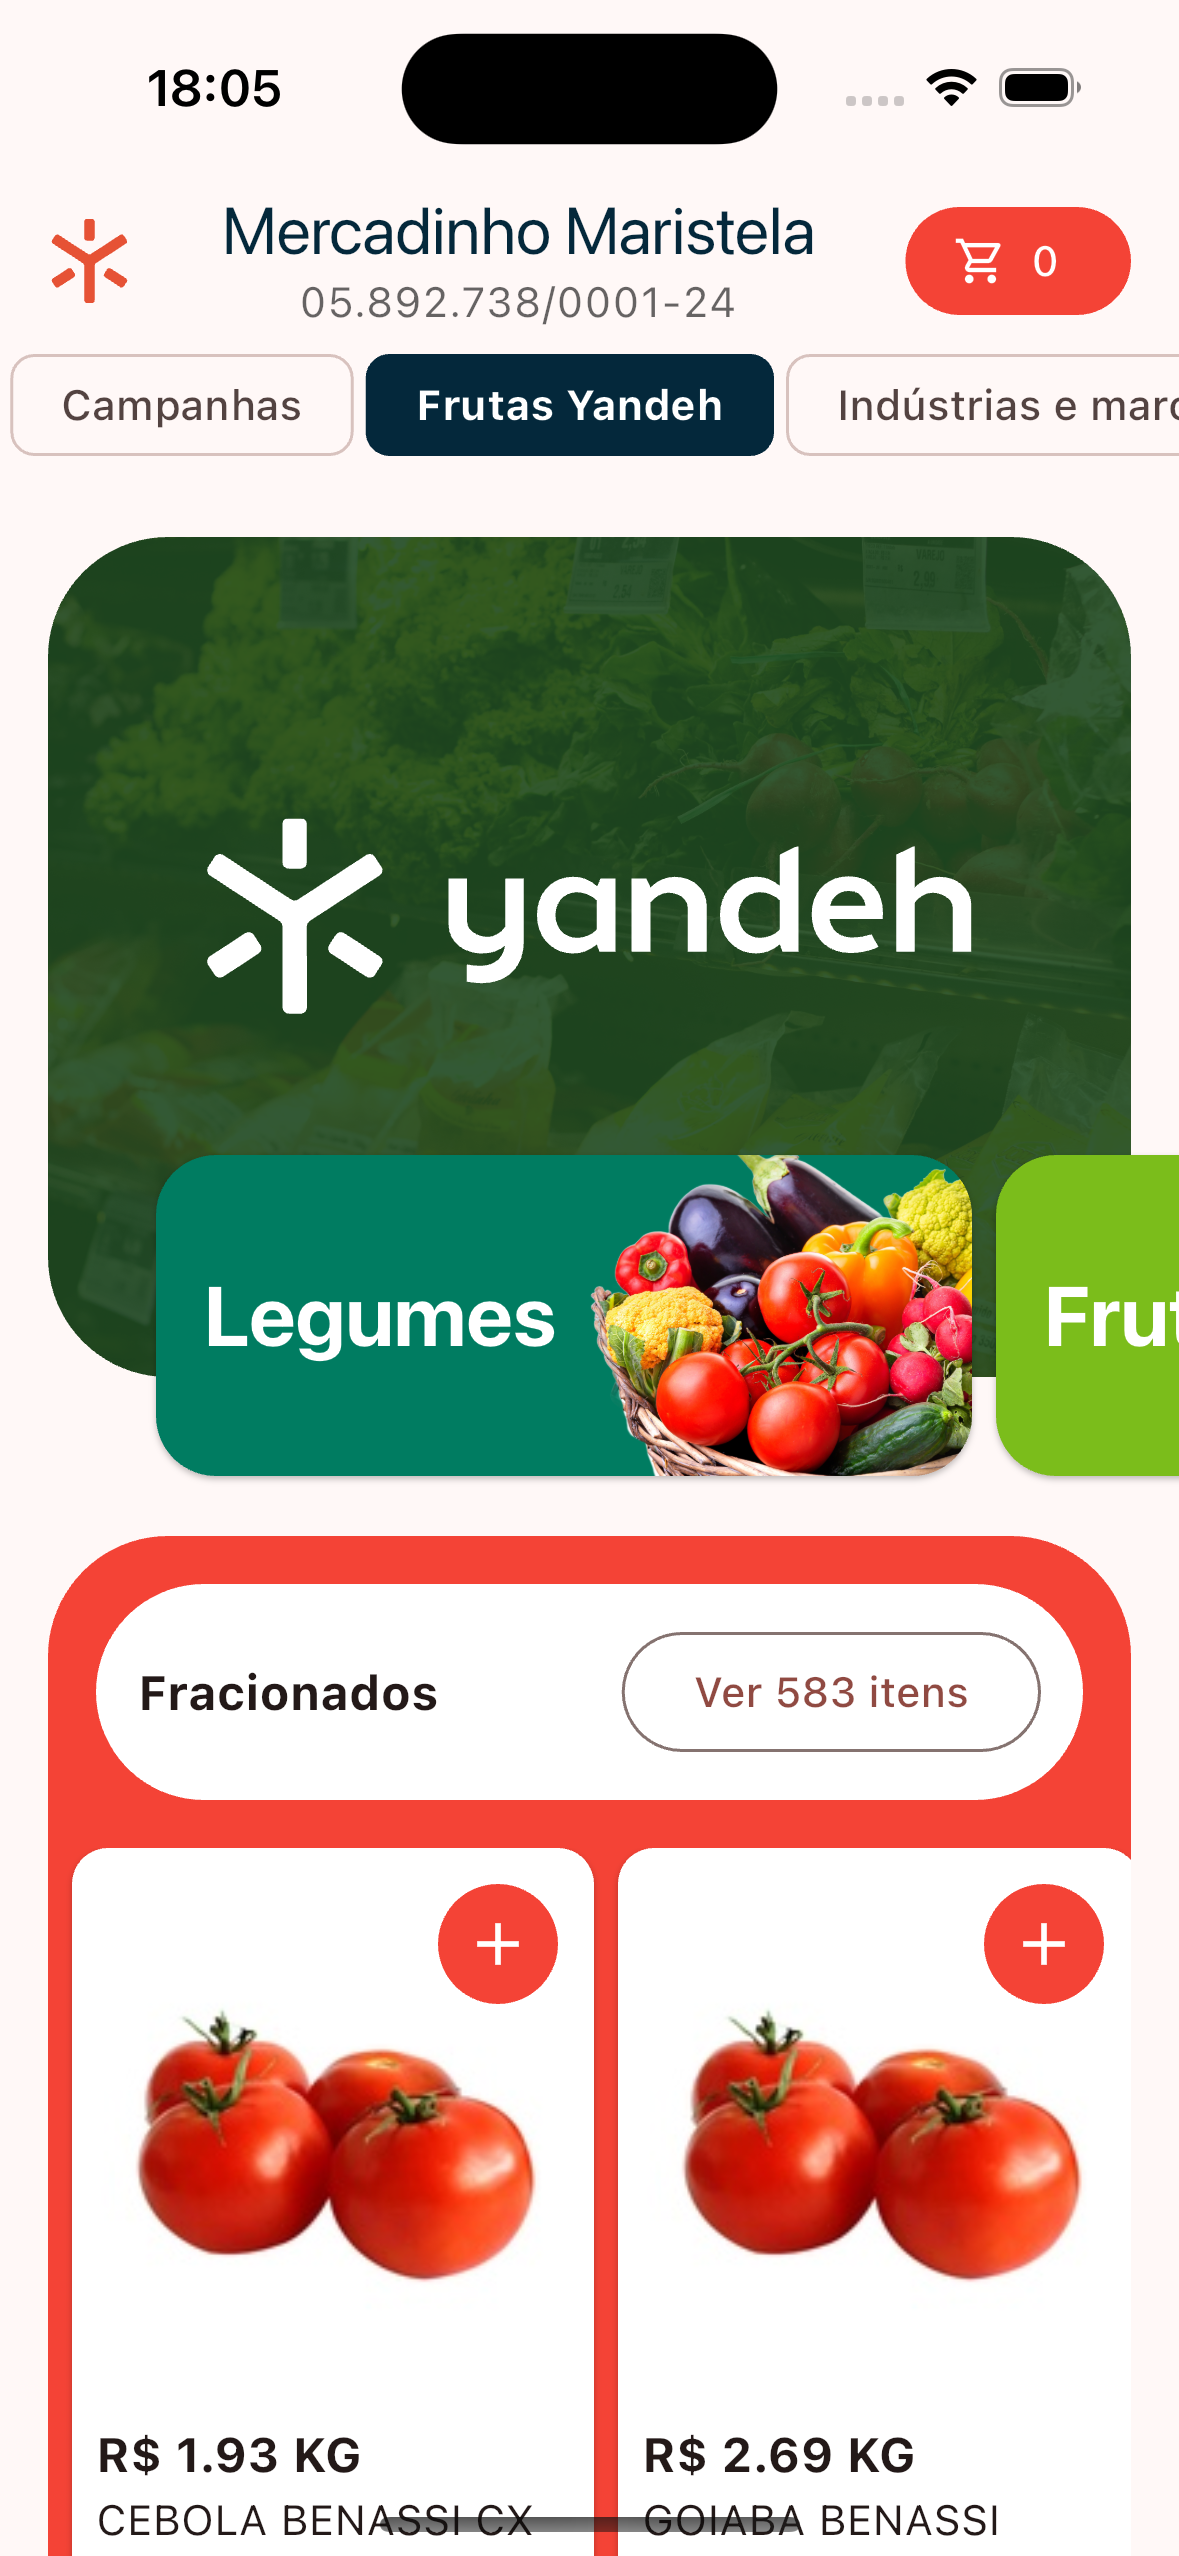 18:05
Mercadinho Maristela
05.892.738/0001-24
0
Campanhas
Frutas Yandeh
Indústrias e marc
yandeh
Legumes
Frut
Fracionados
Ver 583 itens
R$ 1.93 KG
CEBOLA BENASSI CX
R$ 2.69 KG
GOIABA BENASSI